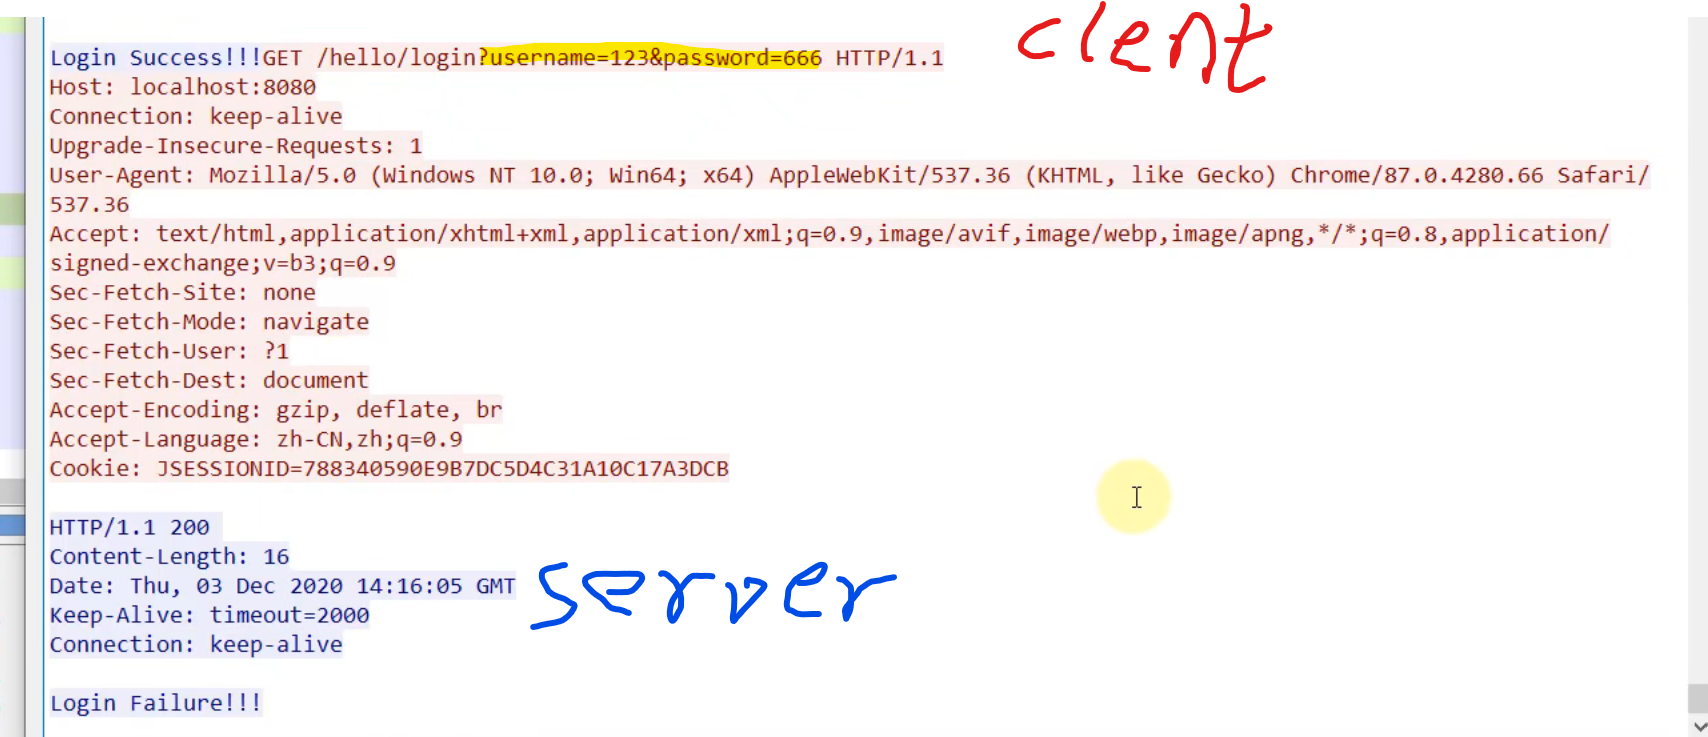 clent
Login Success!!!GET /hello/login?username=123&password=666 HTTP/1.1
Host: localhost:8080
Connection: keep-alive
Upgrade-Insecure-Requests: 1
User-Agent: Mozilla/5.0 (Windows NT 10.0; Win64; x64) AppleWebKit/537.36 (KHTML, like Gecko) Chrome/87.0.4280.66 Safari/
537.36
Accept: text/html,application/xhtml+xml,application/xml;q=0.9,image/avif,image/webp,image/apng,*/*;q=0.8,application/
signed-exchange;v=b3;q=0.9
Sec-Fetch-Site: none
Sec-Fetch-Mode: navigate
Sec-Fetch-User: ?1
Sec-Fetch-Dest: document
Accept-Encoding: gzip, deflate, br
Accept-Language: zh-CN,zh;q=0.9
Cookie: JSESSIONID=788340590E9B7DC5D4C31A10C17A3DCB
HTTP/1.1 200
Content-Length: 16
Date: Thu, 03 Dec 2020 14:16:05 GMT
server
Keep-Alive: timeout=2000
Connection: keep-alive
Login Failure!!!